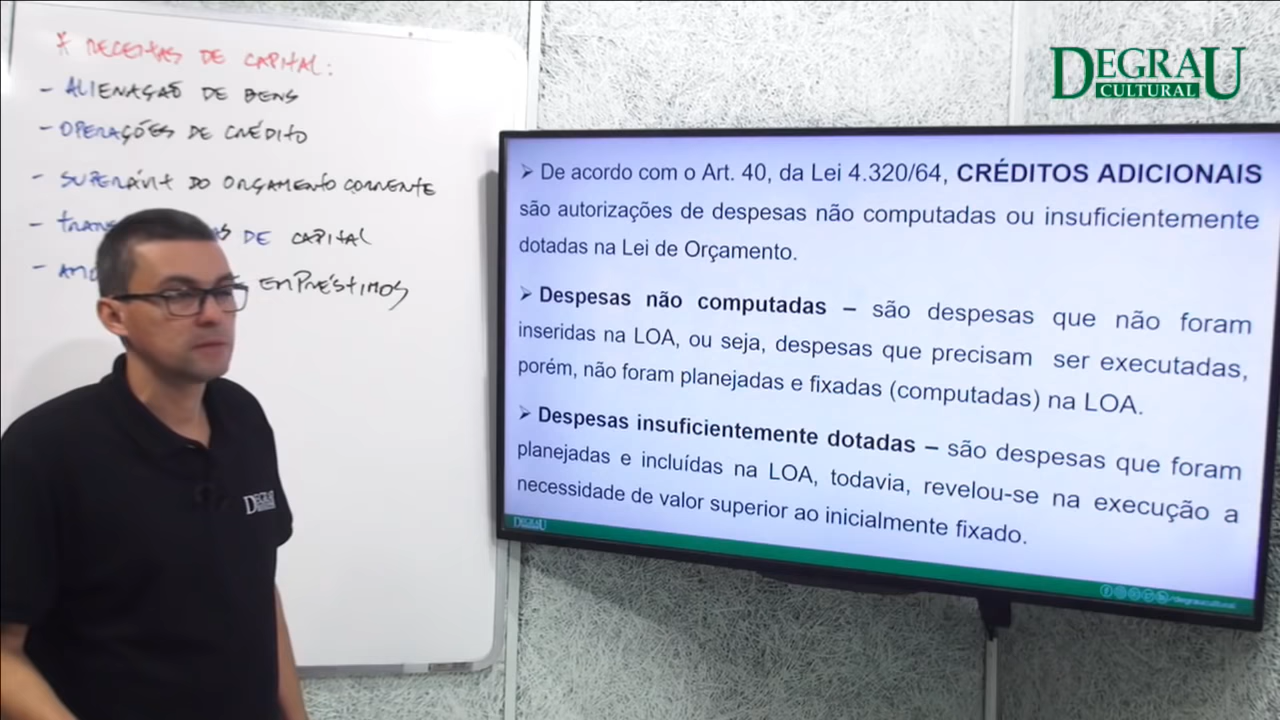 * RECEITAS DE CAPITAL:
- ALIENAÇÃO DE BENS
- OPERAÇÕES DE CRÉDITO
- SUPERÁVIT DO ORÇAMENTO CORRENTE
- DE CAPITAL
- EMPRÉSTIMOS
DEGRAU
CULTURAL
➢ De acordo com o Art. 40, da Lei 4.320/64, CRÉDITOS ADICIONAIS
são autorizações de despesas não computadas ou insuficientemente
dotadas na Lei de Orçamento.
➢ Despesas não computadas – são despesas que não foram
inseridas na LOA, ou seja, despesas que precisam ser executadas,
porém, não foram planejadas e fixadas (computadas) na LOA.
➢ Despesas insuficientemente dotadas – são despesas que foram
planejadas e incluídas na LOA, todavia, revelou-se na execução a
necessidade de valor superior ao inicialmente fixado.
DEGRAU
/degraucultural
DEGRAU